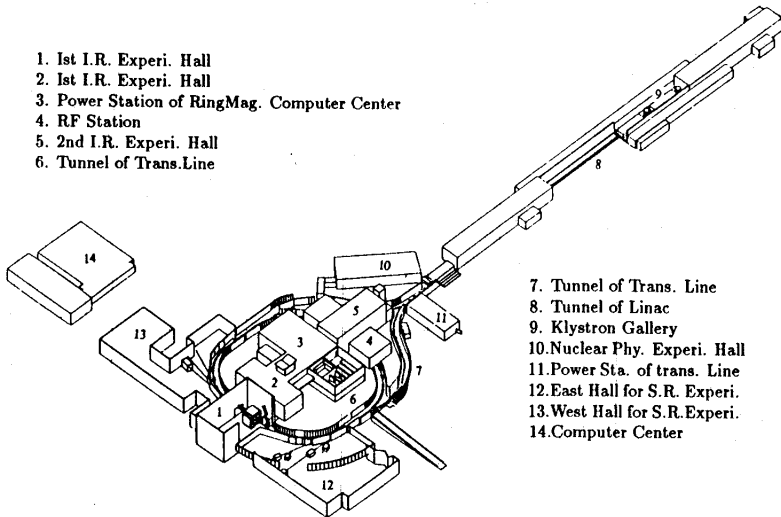 1. Ist I.R. Experi. Hall
2. Ist I.R. Experi. Hall
3. Power Station of RingMag. Computer Center
4. RF Station
5. 2nd I.R. Experi. Hall
6. Tunnel of Trans.Line
9
8
14
10
7. Tunnel of Trans. Line
8. Tunnel of Linac
9. Klystron Gallery
10.Nuclear Phy. Experi. Hall
11.Power Sta. of trans. Line
12.East Hall for S.R. Experi.
13.West Hall for S.R.Experi.
14.Computer Center
5
11
13
3
4
7
2
6
1
12